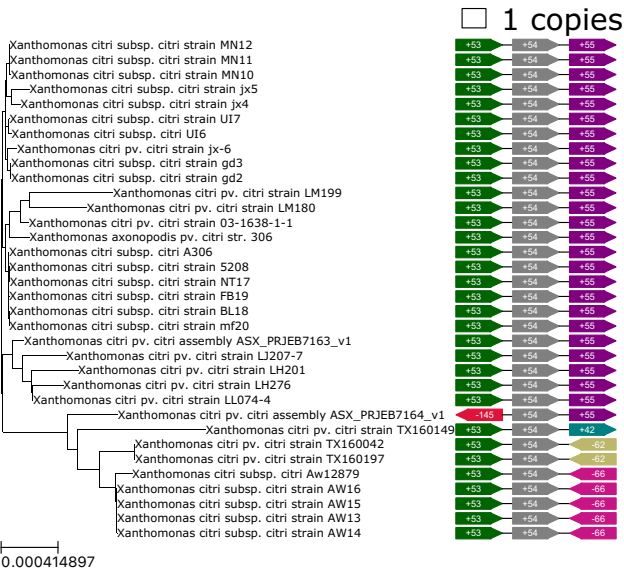 1 copies
Xanthomonas citri subsp. citri strain MN12 +53 +54 +55
Xanthomonas citri subsp. citri strain MN11 +53 +54 +55
Xanthomonas citri subsp. citri strain MN10 +53 +54 +55
Xanthomonas citri subsp. citri strain jx5 +53 +54 +55
Xanthomonas citri subsp. citri strain jx4 +53 +54 +55
Xanthomonas citri subsp. citri strain UI7 +53 +54 +55
Xanthomonas citri subsp. citri UI6 +53 +54 +55
Xanthomonas citri pv. citri strain jx-6 +53 +54 +55
Xanthomonas citri subsp. citri strain gd3 +53 +54 +55
Xanthomonas citri subsp. citri strain gd2 +53 +54 +55
Xanthomonas citri pv. citri strain LM199 +53 +54 +55
Xanthomonas citri pv. citri strain LM180 +53 +54 +55
Xanthomonas citri pv. citri strain 03-1638-1-1 +53 +54 +55
Xanthomonas axonopodis pv. citri str. 306 +53 +54 +55
Xanthomonas citri subsp. citri A306 +53 +54 +55
Xanthomonas citri subsp. citri strain 5208 +53 +54 +55
Xanthomonas citri subsp. citri strain NT17 +53 +54 +55
Xanthomonas citri subsp. citri strain FB19 +53 +54 +55
Xanthomonas citri subsp. citri strain BL18 +53 +54 +55
Xanthomonas citri subsp. citri strain mf20 +53 +54 +55
Xanthomonas citri pv. citri assembly ASX_PRJEB7163_v1 +53 +54 +55
Xanthomonas citri pv. citri strain LJ207-7 +53 +54 +55
Xanthomonas citri pv. citri strain LH201 +53 +54 +55
Xanthomonas citri pv. citri strain LH276 +53 +54 +55
Xanthomonas citri pv. citri strain LL074-4 +53 +54 +55
Xanthomonas citri pv. citri assembly ASX_PRJEB7164_v1 -145 +54 +55
Xanthomonas citri pv. citri strain TX160149 +53 +54 +42
Xanthomonas citri pv. citri strain TX160042 +53 +54 -62
Xanthomonas citri pv. citri strain TX160197 +53 +54 -62
Xanthomonas citri subsp. citri Aw12879 +53 +54 -66
Xanthomonas citri subsp. citri strain AW16 +53 +54 -66
Xanthomonas citri subsp. citri strain AW15 +53 +54 -66
Xanthomonas citri subsp. citri strain AW13 +53 +54 -66
Xanthomonas citri subsp. citri strain AW14 +53 +54 -66
0.000414897